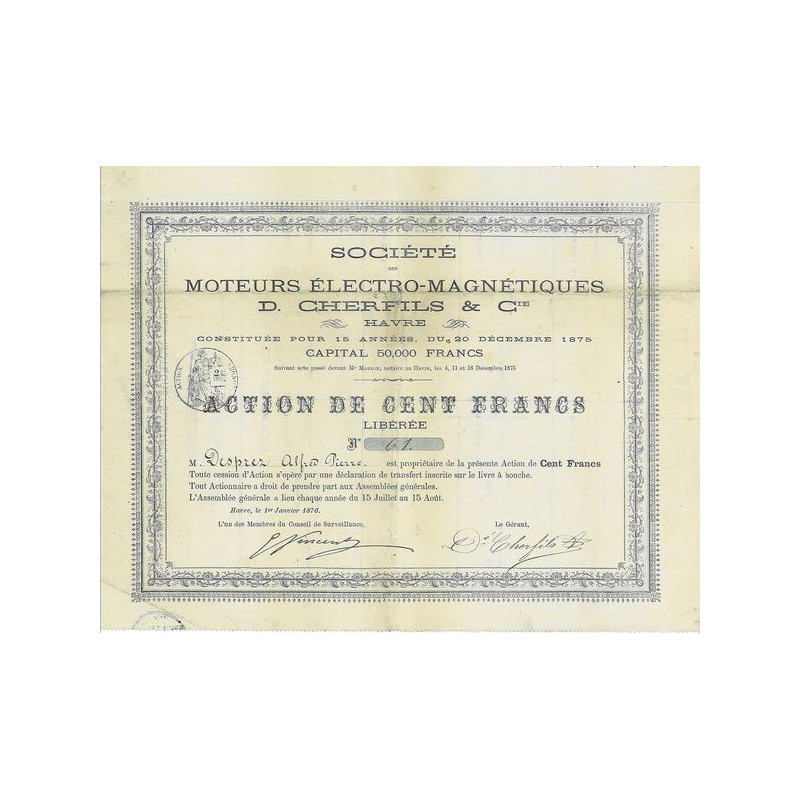 SOCIÉTÉ
DES
MOTEURS ÉLECTRO-MAGNÉTIQUES
D. CHERFILS & CIE
HAVRE
CONSTITUÉE POUR 15 ANNÉES, DU 20 DÉCEMBRE 1875
CAPITAL 50,000 FRANCS
Suivant acte passé devant Me MARZON, notaire au Havre, les 4, 11 et 18 Décembre 1875
ACTION DE CENT FRANCS
LIBÉRÉE
No 61.
M. Desprez Alfred Pierre. est propriétaire de la présente Action de Cent Francs
Toute cession d'Action s'opère par une déclaration de transfert inscrite sur le livre à souche.
Tout Actionnaire a droit de prendre part aux Assemblées générales.
L'Assemblée générale a lieu chaque année du 15 Juillet au 15 Août.
Havre, le 1er Janvier 1876.
L'un des Membres du Conseil de Surveillance, Le Gérant,
Vincent D. Cherfils